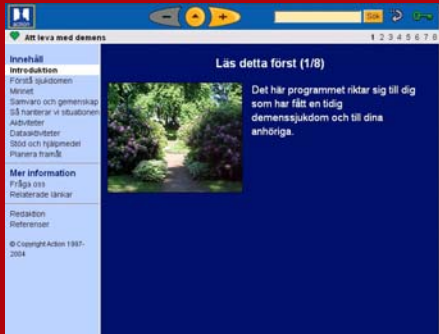 action
Sök
Att leva med demens
1 2 3 4 5 6 7 8
Innehåll
Introduktion
Förstå sjukdomen
Minnet
Samvaro och gemenskap
Så hanterar vi situationen
Aktiviteter
Dataaktiviteter
Stöd och hjälpmedel
Planera framåt
Mer information
Fråga oss
Relaterade länkar
Redaktion
Referenser
© Copyright Action 1997-
2004
Läs detta först (1/8)
Det här programmet riktar sig till dig
som har fått en tidig
demenssjukdom och till dina
anhöriga.